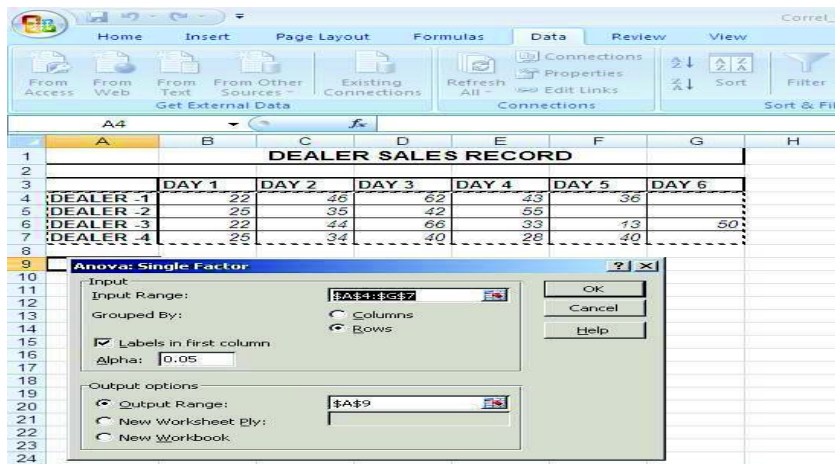 Correl_
Home Insert Page Layout Formulas Data Review View
From Access From Web From Text From Other Sources Existing Connections Refresh All Connections Properties Edit Links Sort Filter
Get External Data Connections Sort & Fi
A4 fx
A B C D E F G H
1 DEALER SALES RECORD
2
3 DAY 1 DAY 2 DAY 3 DAY 4 DAY 5 DAY 6
4 DEALER -1 22 46 62 43 36
5 DEALER -2 25 35 42 55
6 DEALER -3 22 44 66 33 13 50
7 DEALER -4 25 34 40 28 40
8
9 Anova: Single Factor
10 Input
11 Input Range: $A$4:$G$7 OK
12 Cancel
13 Grouped By: Columns
14 Rows Help
15 Labels in first column
16 Alpha: 0.05
17
18 Output options
19
20 Output Range: $A$9
21 New Worksheet Ply:
22 New Workbook
23
24